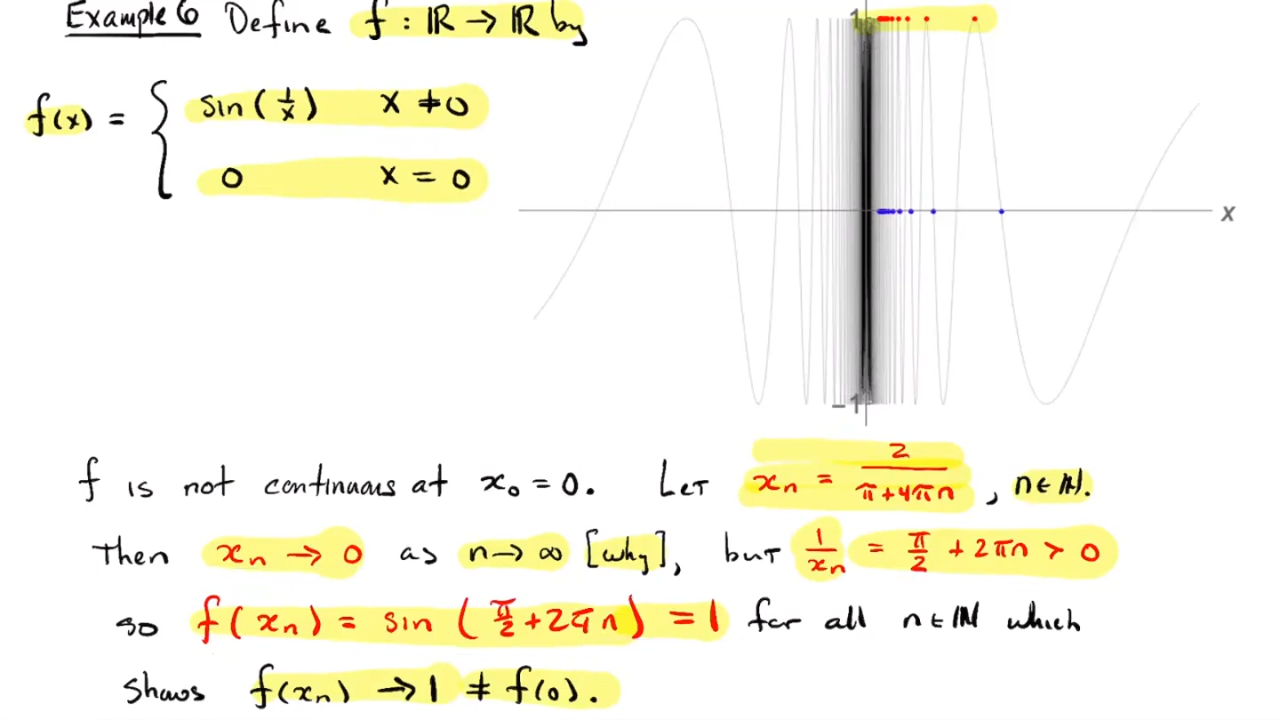 Example 6 Define f : ℝ → ℝ by
f(x) = { sin (1/x) x ≠ 0
0 x = 0
1
x
-1
f is not continuous at x₀ = 0. Let xₙ = 2/(π+4πn), n ∈ ℕ.
Then xₙ → 0 as n → ∞ [why], but 1/xₙ = π/2 + 2πn > 0
so f(xₙ) = sin (π/2 + 2πn) = 1 for all n ∈ ℕ which
shows f(xₙ) → 1 ≠ f(0).